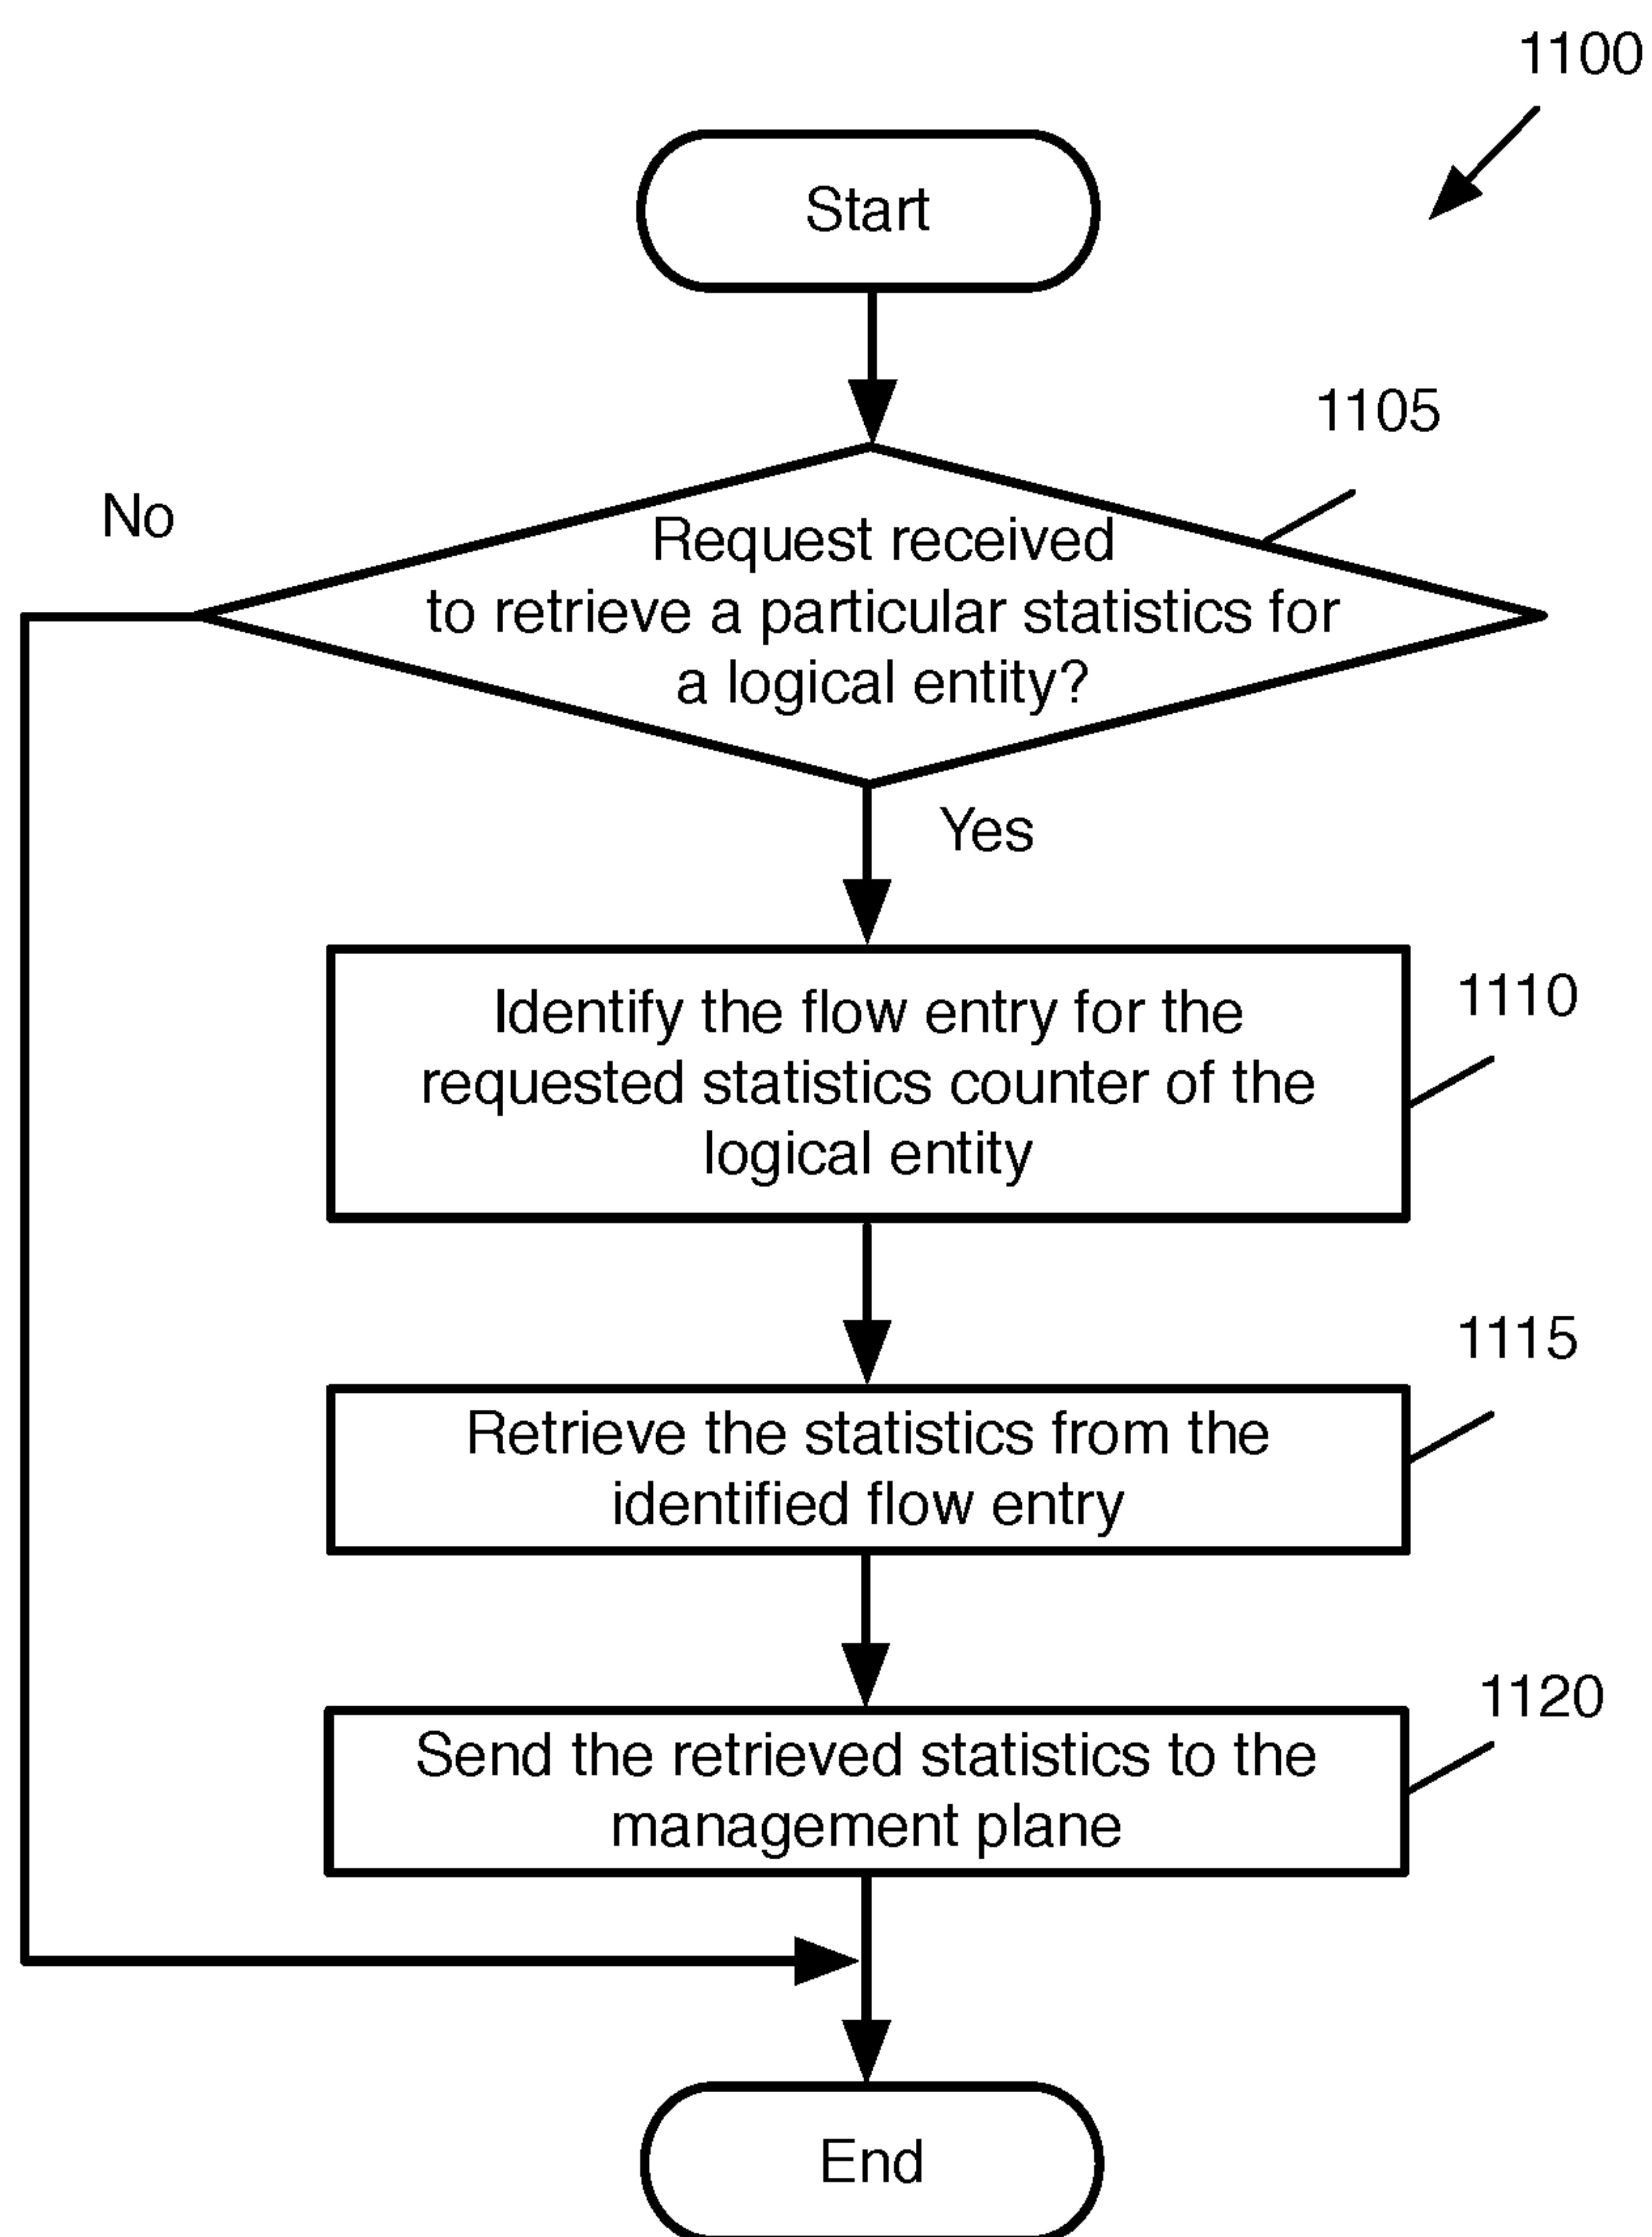 1100
Start
1105
No
Request received
to retrieve a particular statistics for
a logical entity?
Yes
Identify the flow entry for the
requested statistics counter of the
logical entity
1110
1115
Retrieve the statistics from the
identified flow entry
1120
Send the retrieved statistics to the
management plane
End